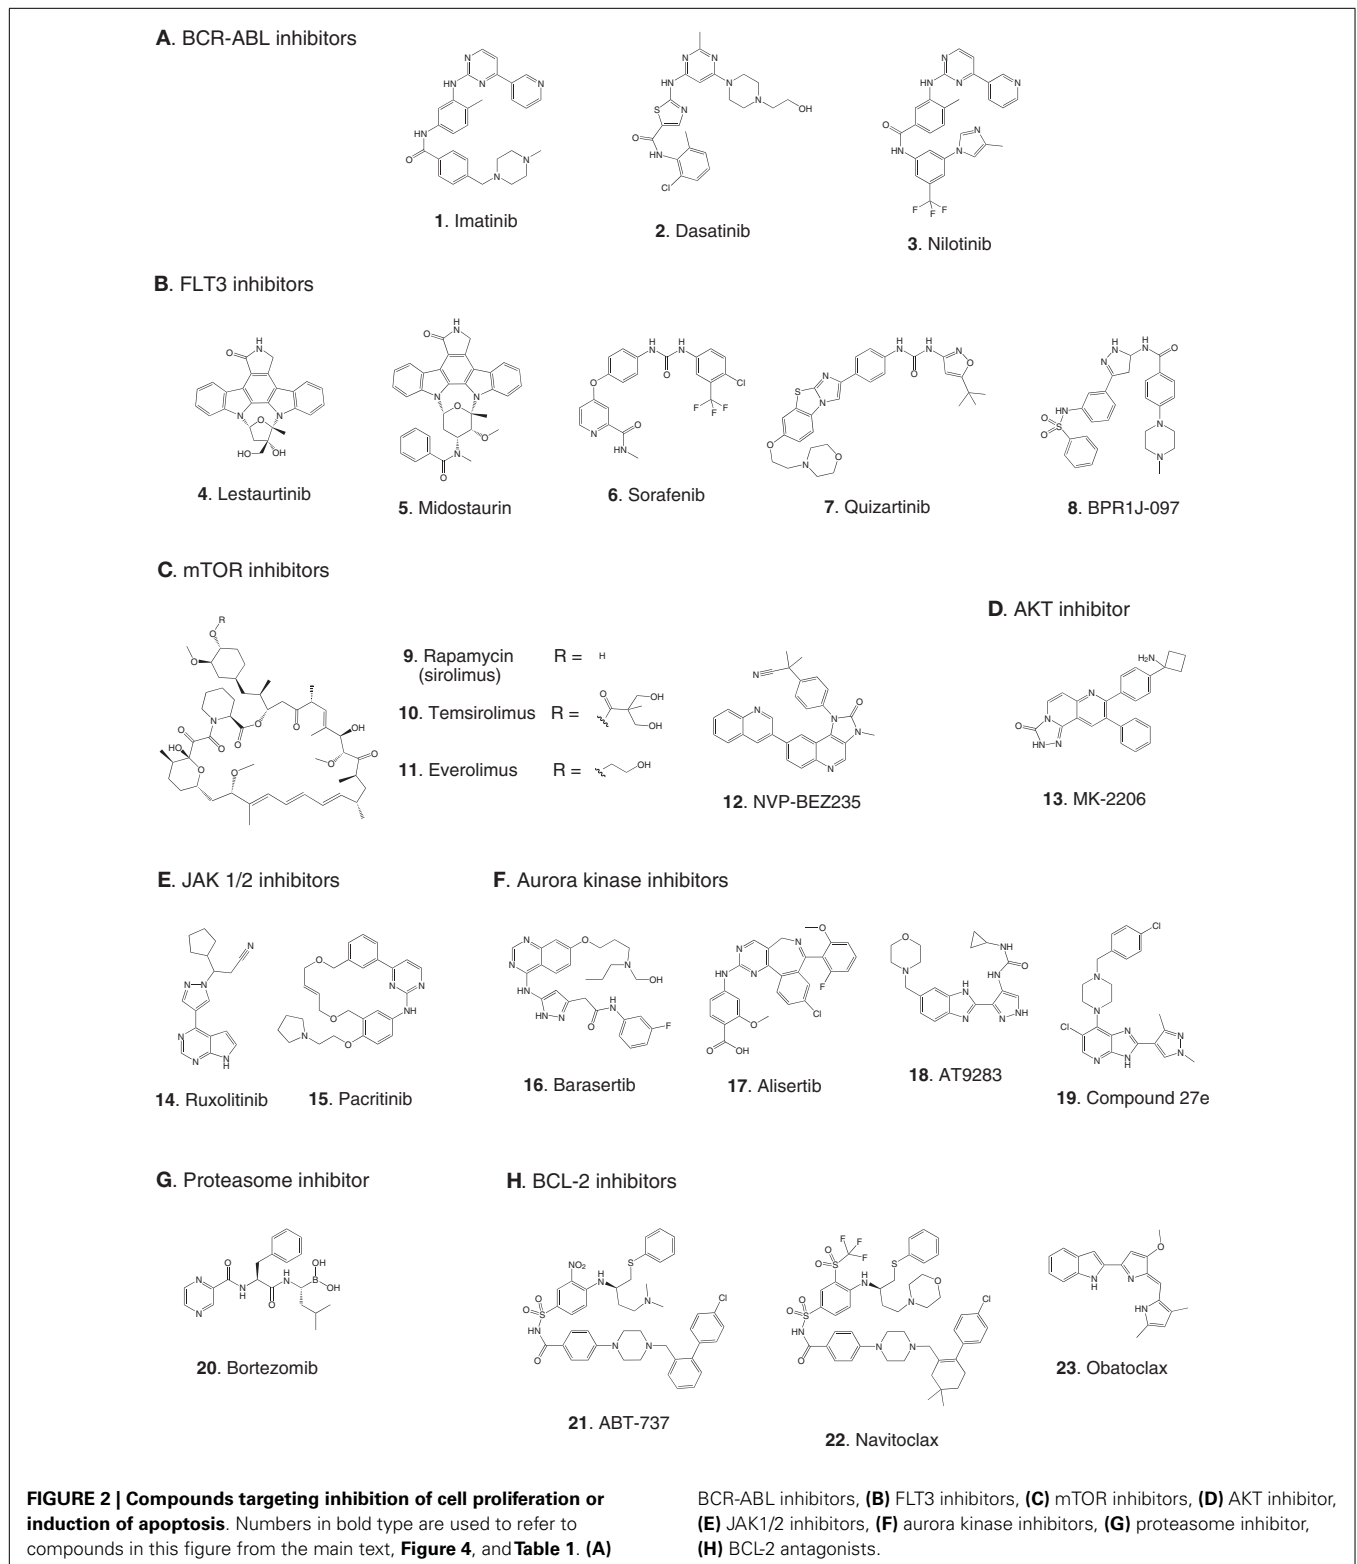 A. BCR-ABL inhibitors
1. Imatinib
2. Dasatinib
3. Nilotinib
B. FLT3 inhibitors
4. Lestaurtinib
5. Midostaurin
6. Sorafenib
7. Quizartinib
8. BPR1J-097
C. mTOR inhibitors
9. Rapamycin R = H
(sirolimus)
10. Temsirolimus R =
11. Everolimus R =
12. NVP-BEZ235
D. AKT inhibitor
13. MK-2206
E. JAK 1/2 inhibitors
14. Ruxolitinib
15. Pacritinib
F. Aurora kinase inhibitors
16. Barasertib
17. Alisertib
18. AT9283
19. Compound 27e
G. Proteasome inhibitor
20. Bortezomib
H. BCL-2 inhibitors
21. ABT-737
22. Navitoclax
23. Obatoclax
FIGURE 2 | Compounds targeting inhibition of cell proliferation or
induction of apoptosis. Numbers in bold type are used to refer to
compounds in this figure from the main text, Figure 4, and Table 1. (A)
BCR-ABL inhibitors, (B) FLT3 inhibitors, (C) mTOR inhibitors, (D) AKT inhibitor,
(E) JAK1/2 inhibitors, (F) aurora kinase inhibitors, (G) proteasome inhibitor,
(H) BCL-2 antagonists.